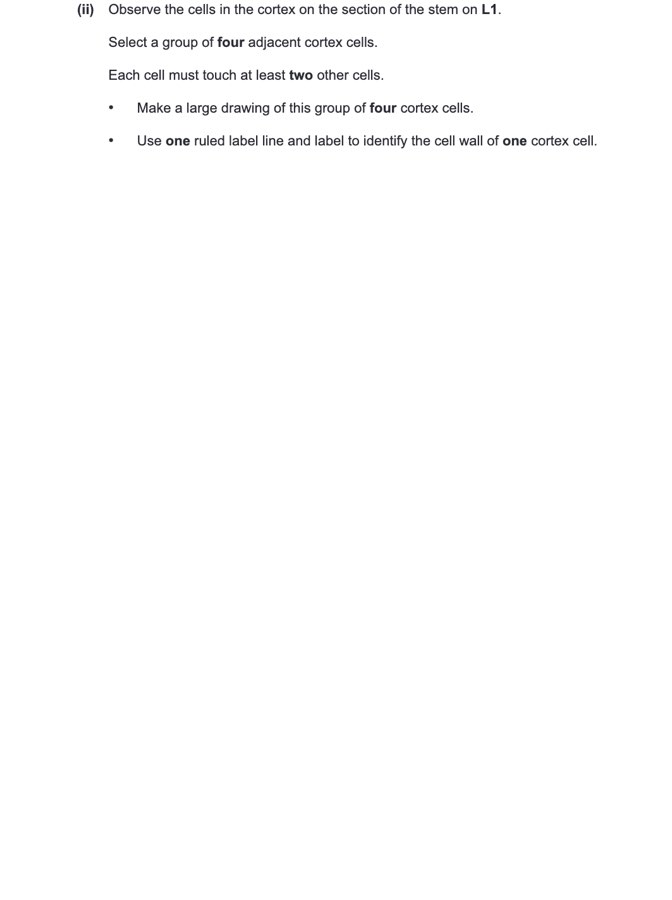 (ii) Observe the cells in the cortex on the section of the stem on L1.
Select a group of four adjacent cortex cells.
Each cell must touch at least two other cells.
• Make a large drawing of this group of four cortex cells.
• Use one ruled label line and label to identify the cell wall of one cortex cell.